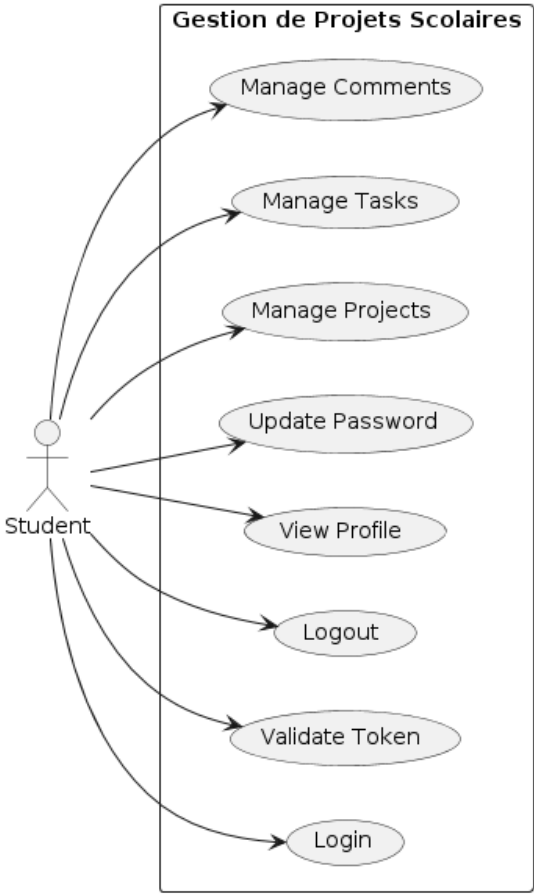 Gestion de Projets Scolaires
Manage Comments
Manage Tasks
Manage Projects
Update Password
View Profile
Student
Logout
Validate Token
Login